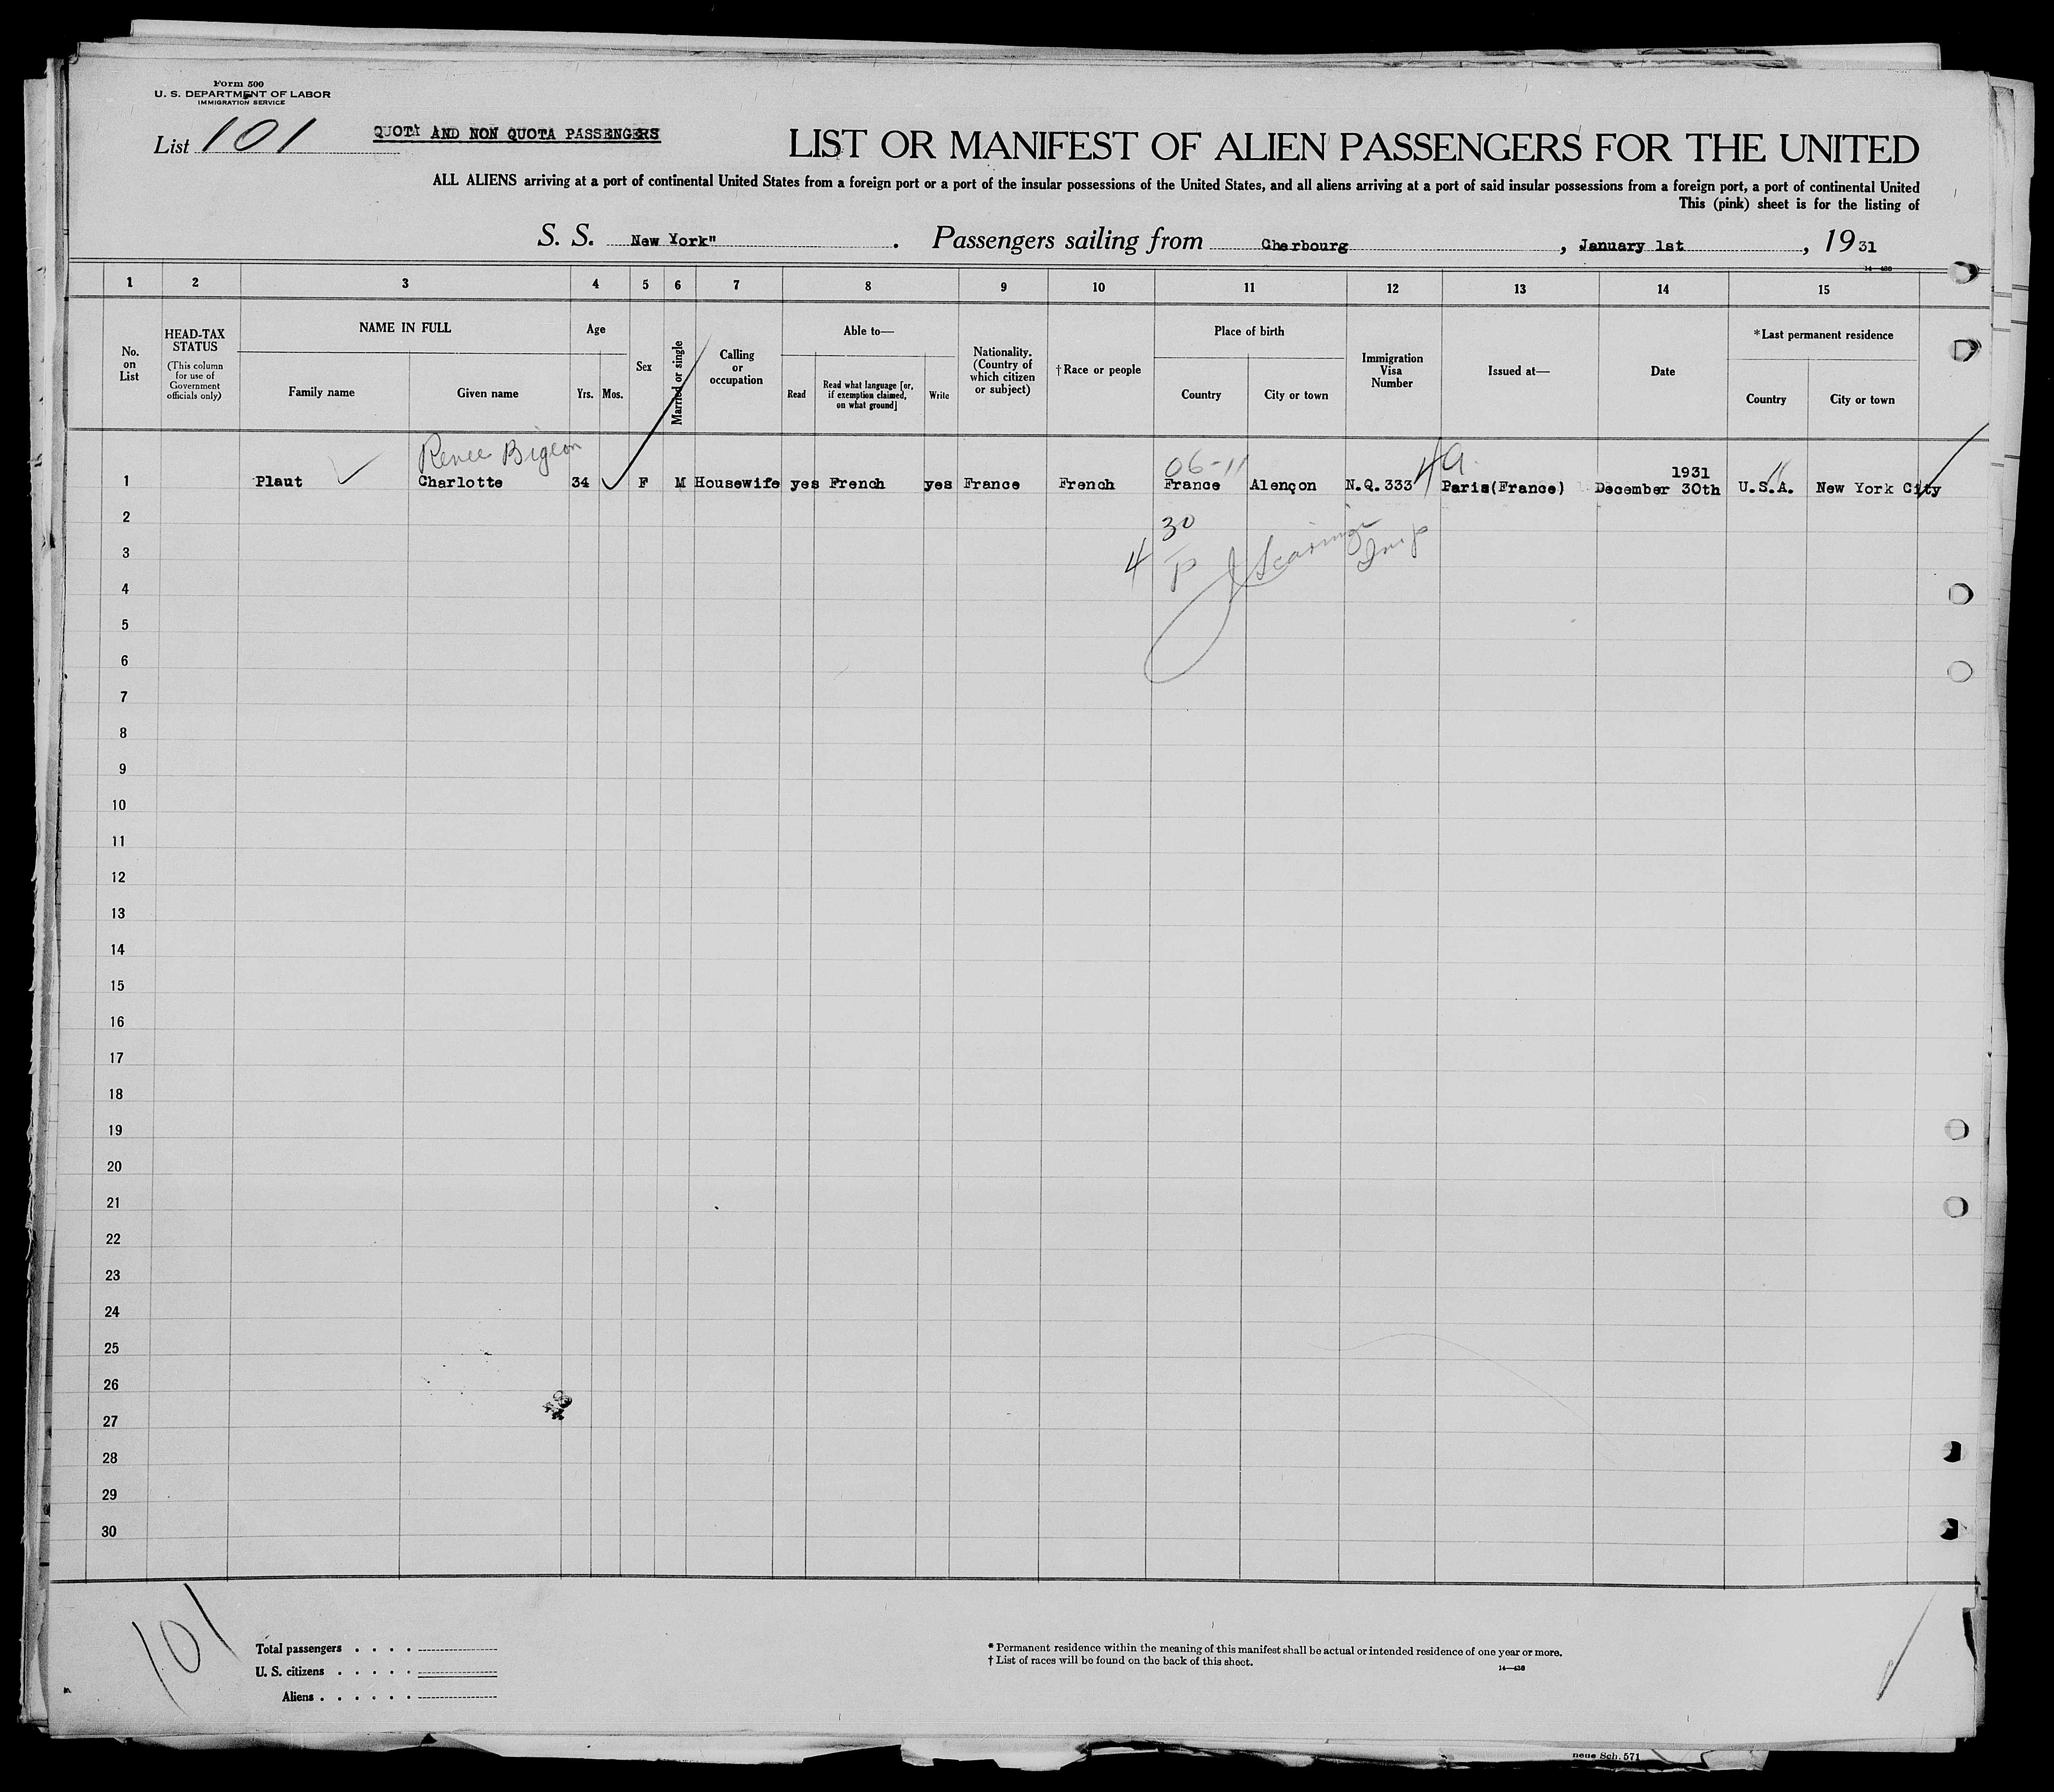 Form 500
U. S. DEPARTMENT OF LABOR
IMMIGRATION SERVICE
List 101
QUOTA AND NON QUOTA PASSENGERS
LIST OR MANIFEST OF ALIEN PASSENGERS FOR THE UNITED
ALL ALIENS arriving at a port of continental United States from a foreign port or a port of the insular possessions of the United States, and all aliens arriving at a port of said insular possessions from a foreign port, a port of continental United
This (pink) sheet is for the listing of
S. S. New York" . Passengers sailing from Cherbourg , January 1st , 1931
14—430
1 2 3 4 5 6 7 8 9 10 11 12 13 14 15
No. on List
HEAD-TAX STATUS
(This column for use of Government officials only)
NAME IN FULL
Family name Given name
Age
Yrs. Mos.
Sex
Married or single
Calling or occupation
Able to—
Read
Read what language [or, if exemption claimed, on what ground]
Write
Nationality. (Country of which citizen or subject)
†Race or people
Place of birth
Country City or town
Immigration Visa Number
Issued at—
Date
*Last permanent residence
Country City or town
Renee Bigeon
06-11
4a
1931
1 Plaut Charlotte 34 F M Housewife yes French yes France French France Alençon N.Q.333 Paris(France) December 30th U.S.A. New York City
2
30
3
4
P
4
5
6
7
8
9
10
11
12
13
14
15
16
17
18
19
20
21
22
23
24
25
26
27
28
29
30
101
Total passengers . . . .
U. S. citizens . . . . .
Aliens . . . . . .
* Permanent residence within the meaning of this manifest shall be actual or intended residence of one year or more.
† List of races will be found on the back of this sheet.
14—430
neue Sch. 571